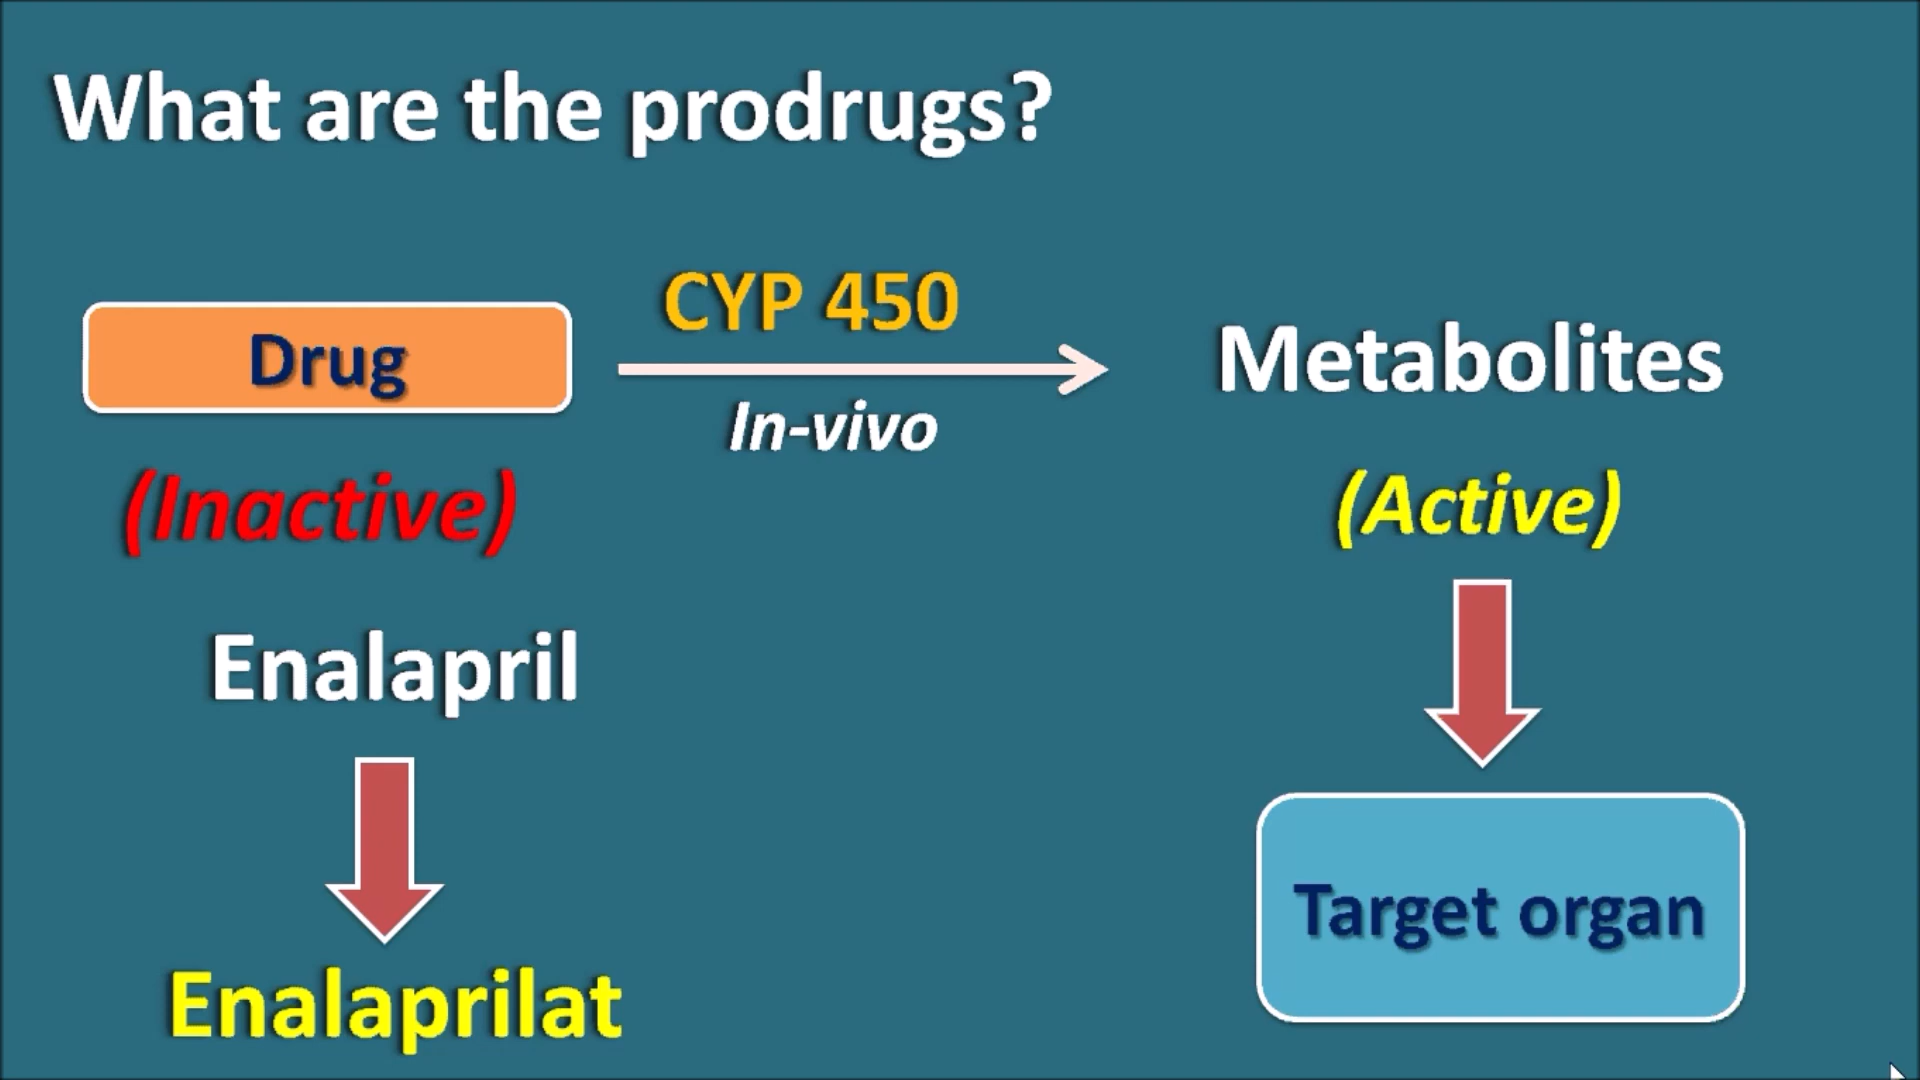 What are the prodrugs?
CYP 450
Drug
In-vivo
Metabolites
(Inactive)
(Active)
Enalapril
Enalaprilat
Target organ